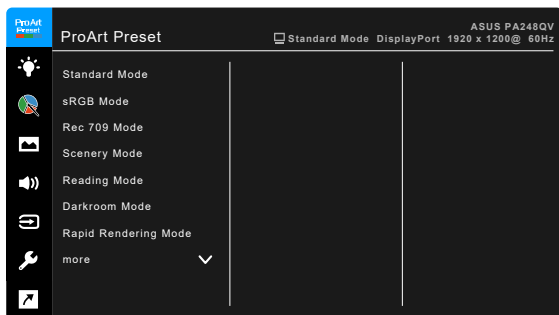 ProArt
Preset
ProArt Preset
ASUS PA248QV
Standard Mode DisplayPort 1920 x 1200@ 60Hz
Standard Mode
sRGB Mode
Rec 709 Mode
Scenery Mode
Reading Mode
Darkroom Mode
Rapid Rendering Mode
more